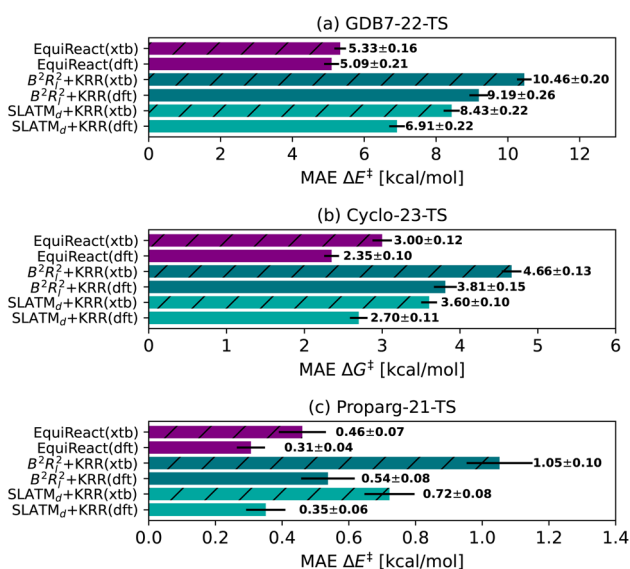 (a) GDB7-22-TS
EquiReact(xtb) 5.33±0.16
EquiReact(dft) 5.09±0.21
B²R²ₗ+KRR(xtb) 10.46±0.20
B²R²ₗ+KRR(dft) 9.19±0.26
SLATM_d+KRR(xtb) 8.43±0.22
SLATM_d+KRR(dft) 6.91±0.22
0 2 4 6 8 10 12
MAE ΔE‡ [kcal/mol]
(b) Cyclo-23-TS
EquiReact(xtb) 3.00±0.12
EquiReact(dft) 2.35±0.10
B²R²ₗ+KRR(xtb) 4.66±0.13
B²R²ₗ+KRR(dft) 3.81±0.15
SLATM_d+KRR(xtb) 3.60±0.10
SLATM_d+KRR(dft) 2.70±0.11
0 1 2 3 4 5 6
MAE ΔG‡ [kcal/mol]
(c) Proparg-21-TS
EquiReact(xtb) 0.46±0.07
EquiReact(dft) 0.31±0.04
B²R²ₗ+KRR(xtb) 1.05±0.10
B²R²ₗ+KRR(dft) 0.54±0.08
SLATM_d+KRR(xtb) 0.72±0.08
SLATM_d+KRR(dft) 0.35±0.06
0.0 0.2 0.4 0.6 0.8 1.0 1.2 1.4
MAE ΔE‡ [kcal/mol]